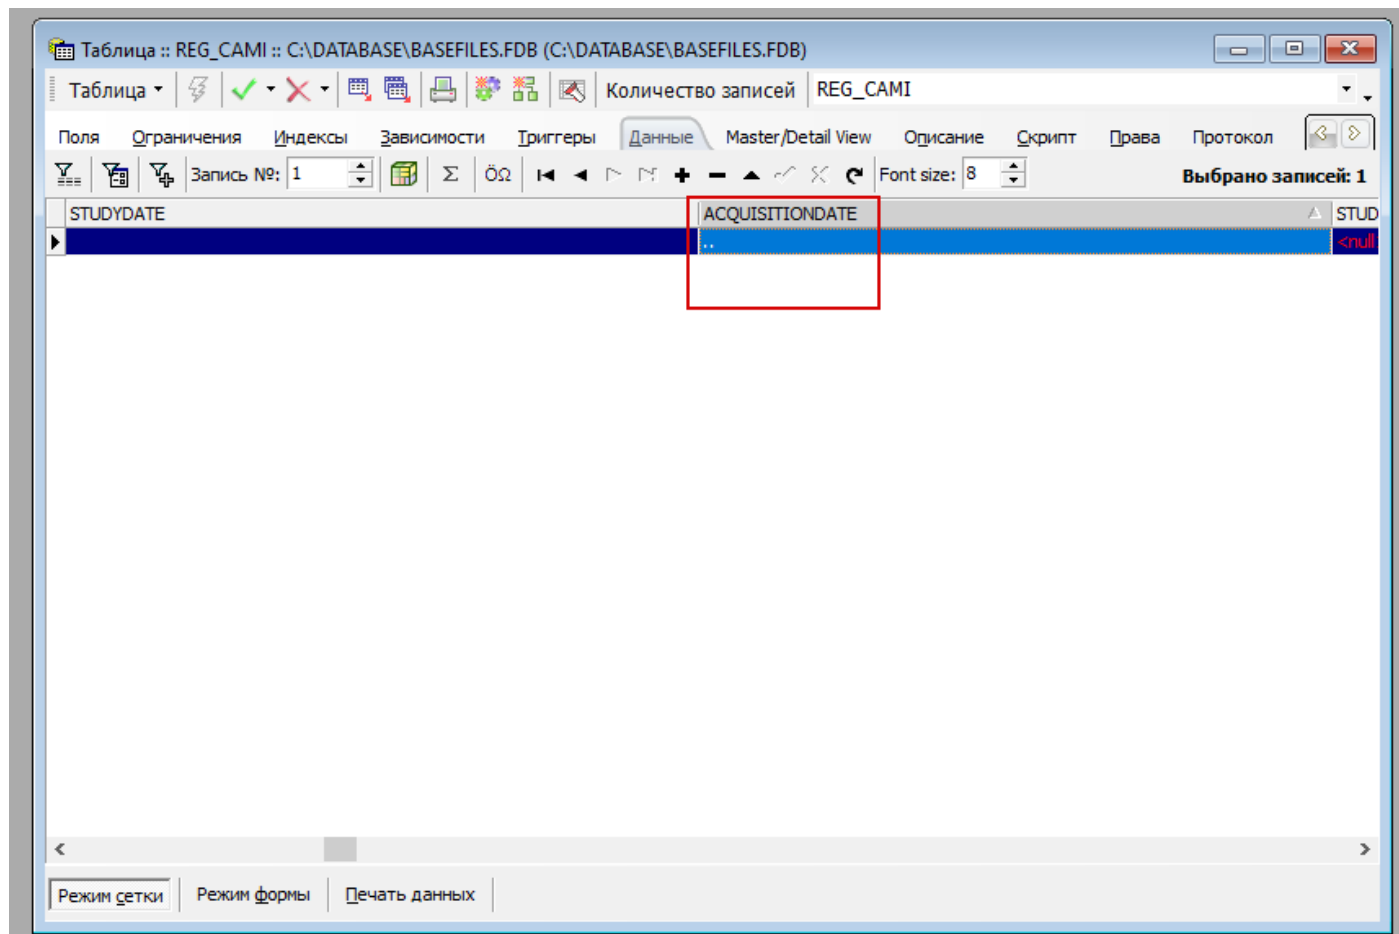 Таблица :: REG_CAMI :: C:\DATABASE\BASEFILES.FDB (C:\DATABASE\BASEFILES.FDB)
Таблица Количество записей REG_CAMI
Поля Ограничения Индексы Зависимости Триггеры Данные Master/Detail View Описание Скрипт Права Протокол
Запись №: 1 Σ ÖΩ Font size: 8 Выбрано записей: 1
STUDYDATE ACQUISITIONDATE STUD
.. <null
Режим сетки Режим формы Печать данных